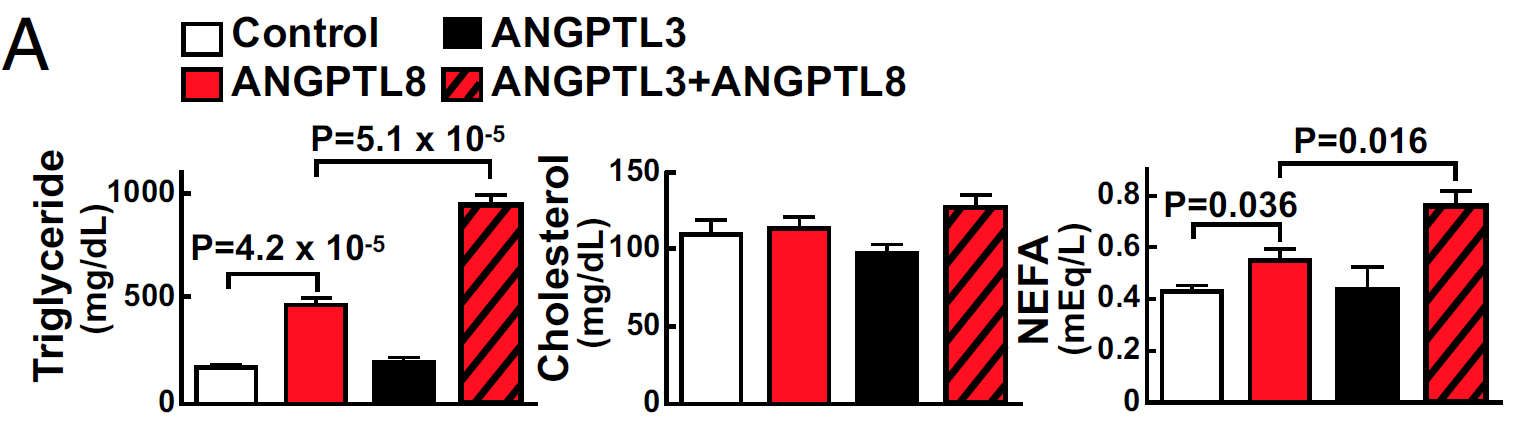 A
Control ANGPTL3
ANGPTL8 ANGPTL3+ANGPTL8
Triglyceride
(mg/dL)
1000
500
0
P=4.2 x 10-5
P=5.1 x 10-5
Cholesterol
(mg/dL)
150
100
50
0
NEFA
(mEq/L)
0.8
0.6
0.4
0.2
0
P=0.036
P=0.016